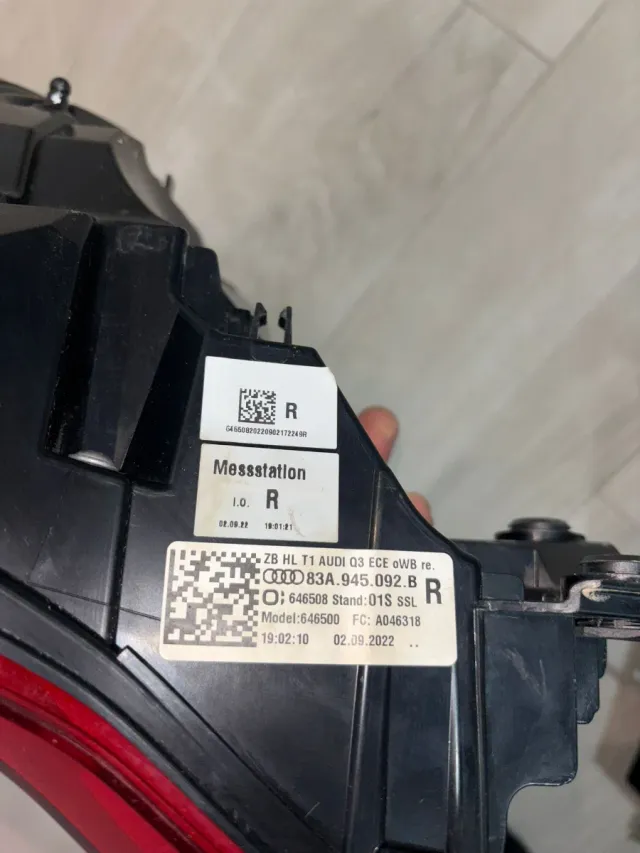 R
G4650820220902172249R
Messstation
I.O. R
02.09.22 19:01:21
ZB HL T1 AUDI Q3 ECE oWB re.
83A.945.092.B R
646508 Stand:01S SSL
Model:646500 FC: A046318
19:02:10 02.09.2022 ..